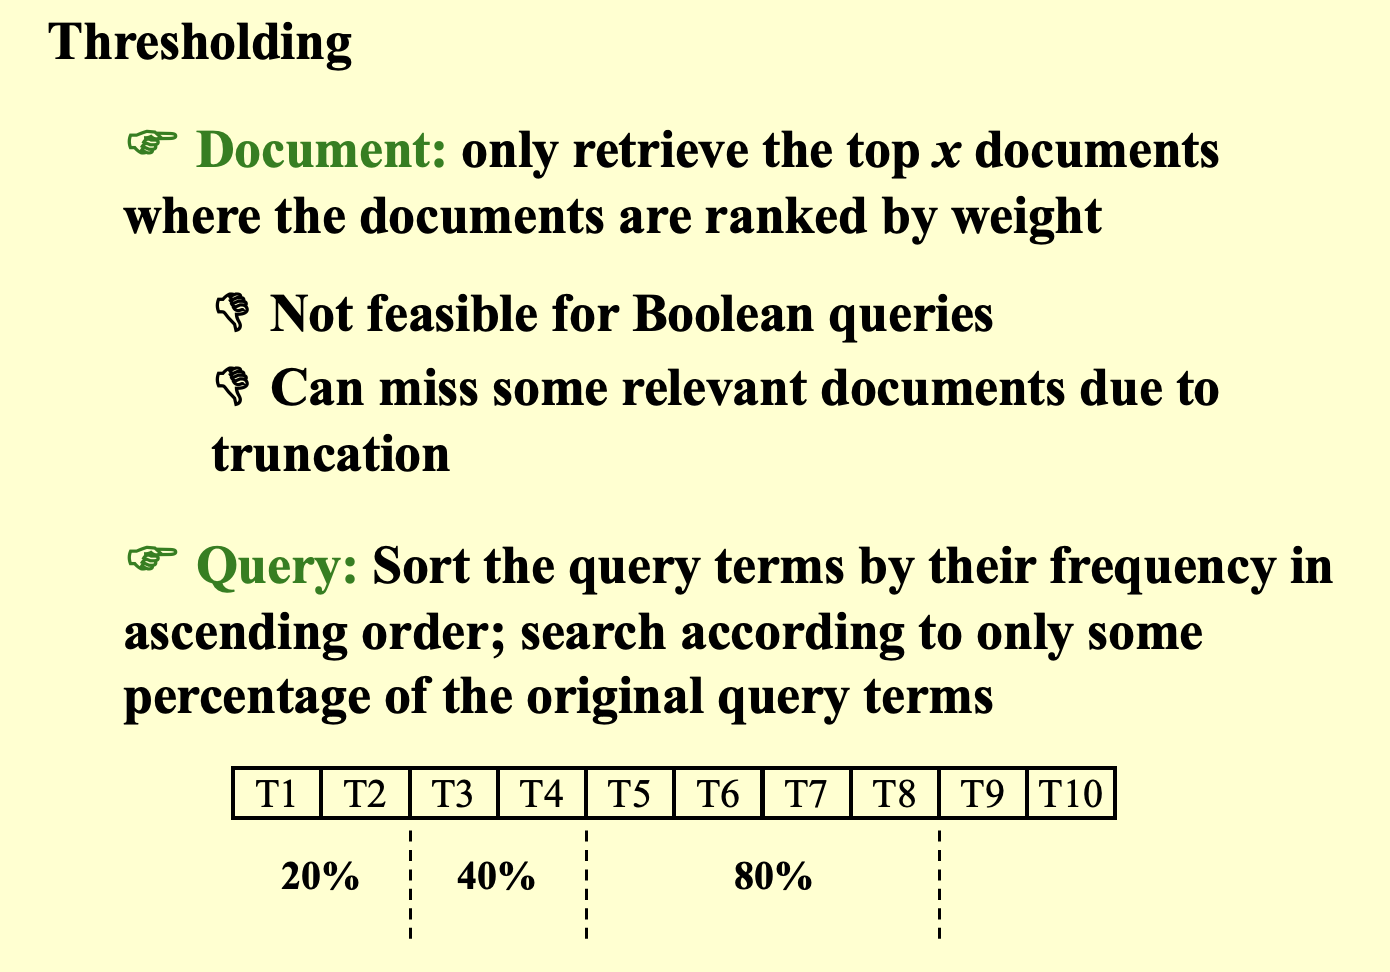 Thresholding
Document: only retrieve the top x documents
where the documents are ranked by weight
Not feasible for Boolean queries
Can miss some relevant documents due to
truncation
Query: Sort the query terms by their frequency in
ascending order; search according to only some
percentage of the original query terms
T1 T2 T3 T4 T5 T6 T7 T8 T9 T10
20% 40% 80%